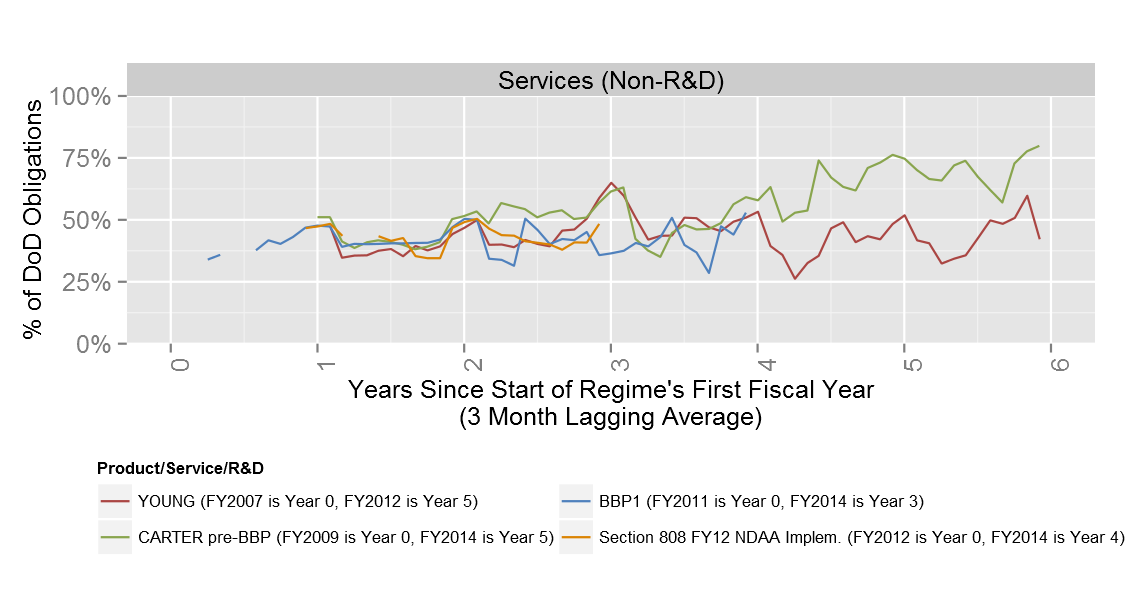 Services (Non-R&D)
% of DoD Obligations
100%
75%
50%
25%
0%
0
1
2
3
4
5
6
Years Since Start of Regime's First Fiscal Year
(3 Month Lagging Average)
Product/Service/R&D
YOUNG (FY2007 is Year 0, FY2012 is Year 5)
BBP1 (FY2011 is Year 0, FY2014 is Year 3)
CARTER pre-BBP (FY2009 is Year 0, FY2014 is Year 5)
Section 808 FY12 NDAA Implem. (FY2012 is Year 0, FY2014 is Year 4)